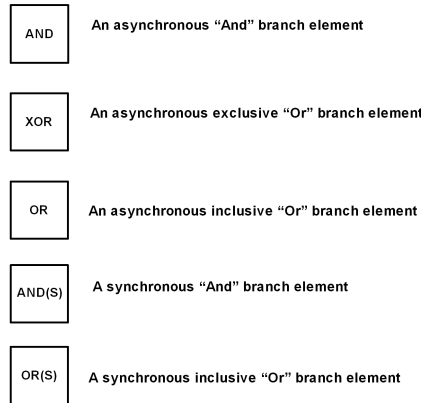 AND An asynchronous “And” branch element
XOR An asynchronous exclusive “Or” branch element
OR An asynchronous inclusive “Or” branch element
AND(S) A synchronous “And” branch element
OR(S) A synchronous inclusive “Or” branch element